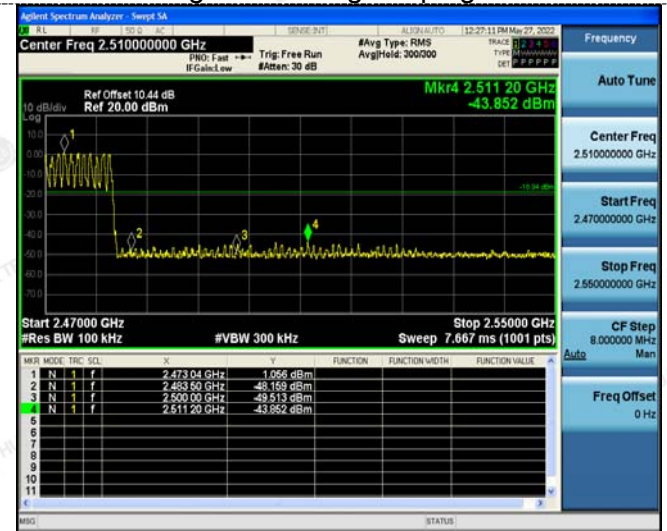 Agilent Spectrum Analyzer - Swept SA
RL RF 50 Ω AC SENSE:INT ALIGNAUTO 12:27:11 PM May 27, 2022
Center Freq 2.510000000 GHz
PNO: Fast
IFGain:Low
Trig: Free Run
#Atten: 30 dB
#Avg Type: RMS
Avg|Hold: 300/300
TRACE 1 2 3 4 5 6
TYPE
DET P P P P P P
Ref Offset 10.44 dB
Ref 20.00 dBm
10 dB/div
Log
Mkr4 2.511 20 GHz
-43.852 dBm
10.0
0.00
-10.0
-20.0
-30.0
-40.0
-50.0
-60.0
-70.0
1
2
3
4
Start 2.47000 GHz
Stop 2.55000 GHz
#Res BW 100 kHz #VBW 300 kHz Sweep 7.667 ms (1001 pts)
MKR MODE TRC SCL X Y FUNCTION FUNCTION WIDTH FUNCTION VALUE
1 N 1 f 2.473 04 GHz 1.056 dBm
2 N 1 f 2.483 50 GHz -48.159 dBm
3 N 1 f 2.500 00 GHz -49.513 dBm
4 N 1 f 2.511 20 GHz -43.852 dBm
5
6
7
8
9
10
11
MSG STATUS
Frequency
Auto Tune
Center Freq
2.510000000 GHz
Start Freq
2.470000000 GHz
Stop Freq
2.550000000 GHz
CF Step
8.000000 MHz
Auto Man
Freq Offset
0 Hz